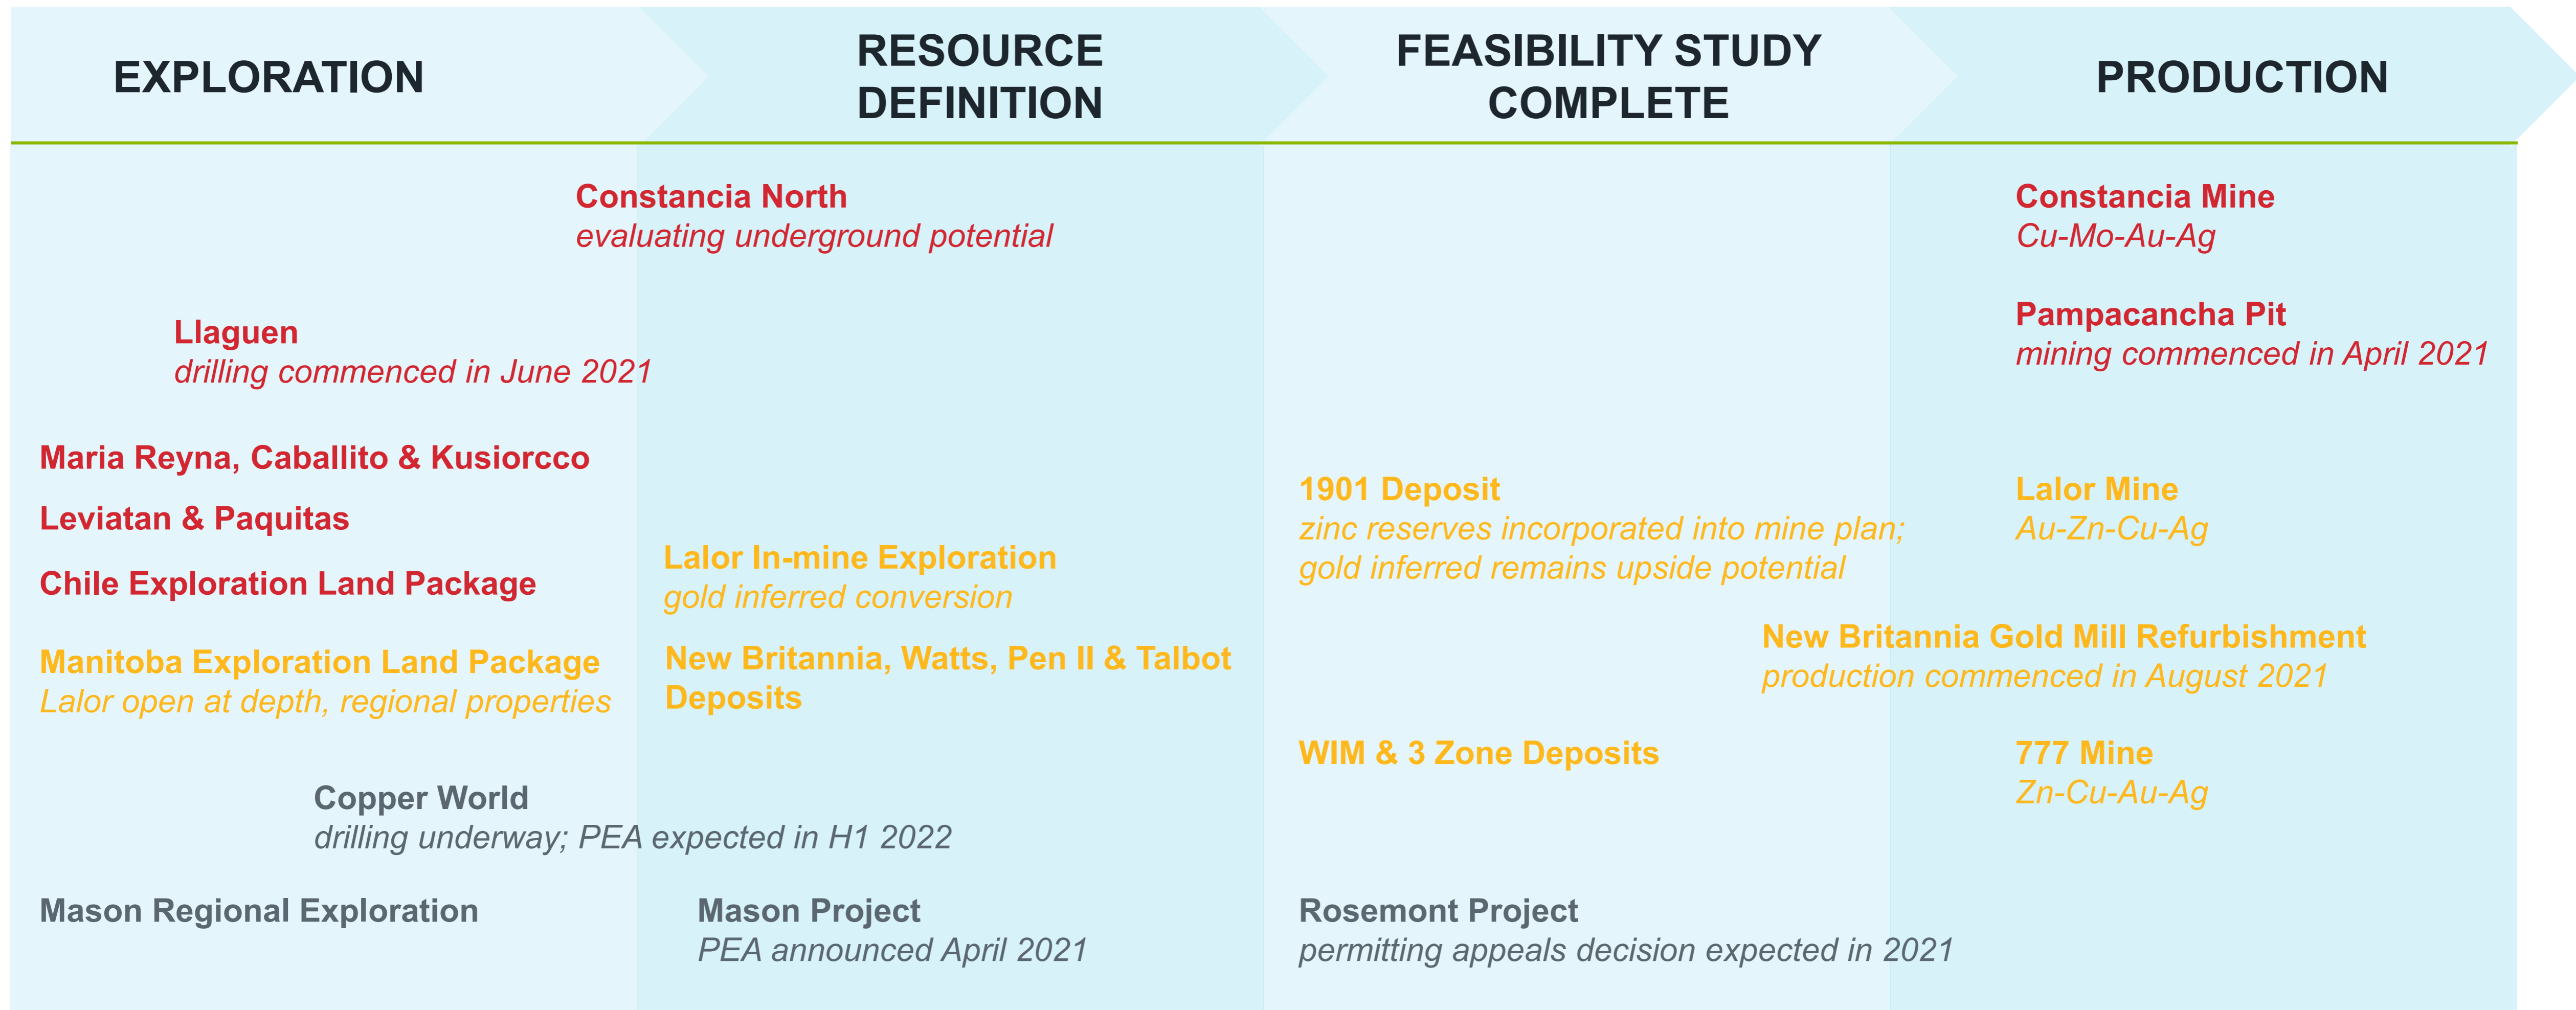 EXPLORATION
RESOURCE
DEFINITION
FEASIBILITY STUDY
COMPLETE
PRODUCTION
Constancia North
evaluating underground potential
Constancia Mine
Cu-Mo-Au-Ag
Llaguen
drilling commenced in June 2021
Pampacancha Pit
mining commenced in April 2021
Maria Reyna, Caballito & Kusiorcco
Leviatan & Paquitas
Chile Exploration Land Package
Manitoba Exploration Land Package
Lalor open at depth, regional properties
Lalor In-mine Exploration
gold inferred conversion
New Britannia, Watts, Pen II & Talbot
Deposits
1901 Deposit
zinc reserves incorporated into mine plan;
gold inferred remains upside potential
Lalor Mine
Au-Zn-Cu-Ag
New Britannia Gold Mill Refurbishment
production commenced in August 2021
WIM & 3 Zone Deposits
777 Mine
Zn-Cu-Au-Ag
Copper World
drilling underway; PEA expected in H1 2022
Mason Regional Exploration
Mason Project
PEA announced April 2021
Rosemont Project
permitting appeals decision expected in 2021